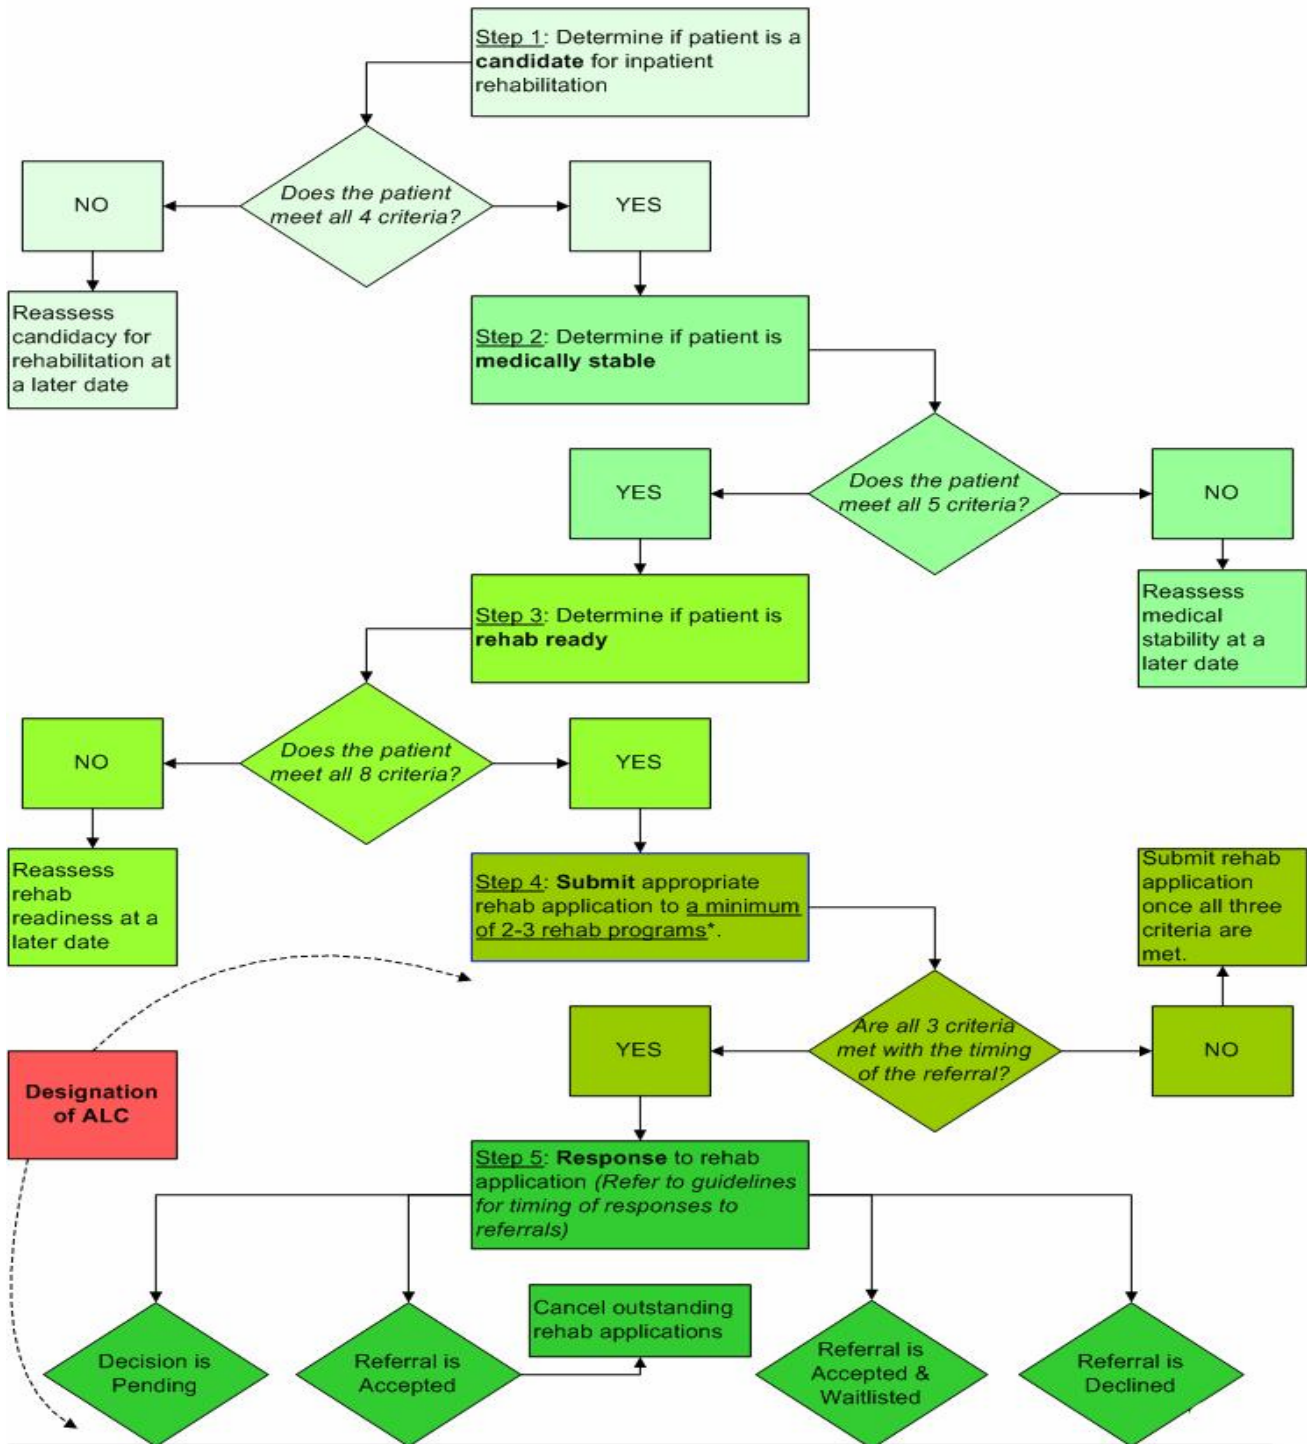 Step 1: Determine if patient is a
candidate for inpatient
rehabilitation
Does the patient
meet all 4 criteria?
NO
YES
Reassess
candidacy for
rehabilitation at
a later date
Step 2: Determine if patient is
medically stable
Does the patient
meet all 5 criteria?
YES
NO
Reassess
medical
stability at a
later date
Step 3: Determine if patient is
rehab ready
Does the patient
meet all 8 criteria?
NO
YES
Reassess
rehab
readiness at a
later date
Step 4: Submit appropriate
rehab application to a minimum
of 2-3 rehab programs*.
Submit rehab
application
once all three
criteria are
met.
Are all 3 criteria
met with the timing
of the referral?
YES
NO
Designation
of ALC
Step 5: Response to rehab
application (Refer to guidelines
for timing of responses to
referrals)
Cancel outstanding
rehab applications
Decision is
Pending
Referral is
Accepted
Referral is
Accepted &
Waitlisted
Referral is
Declined